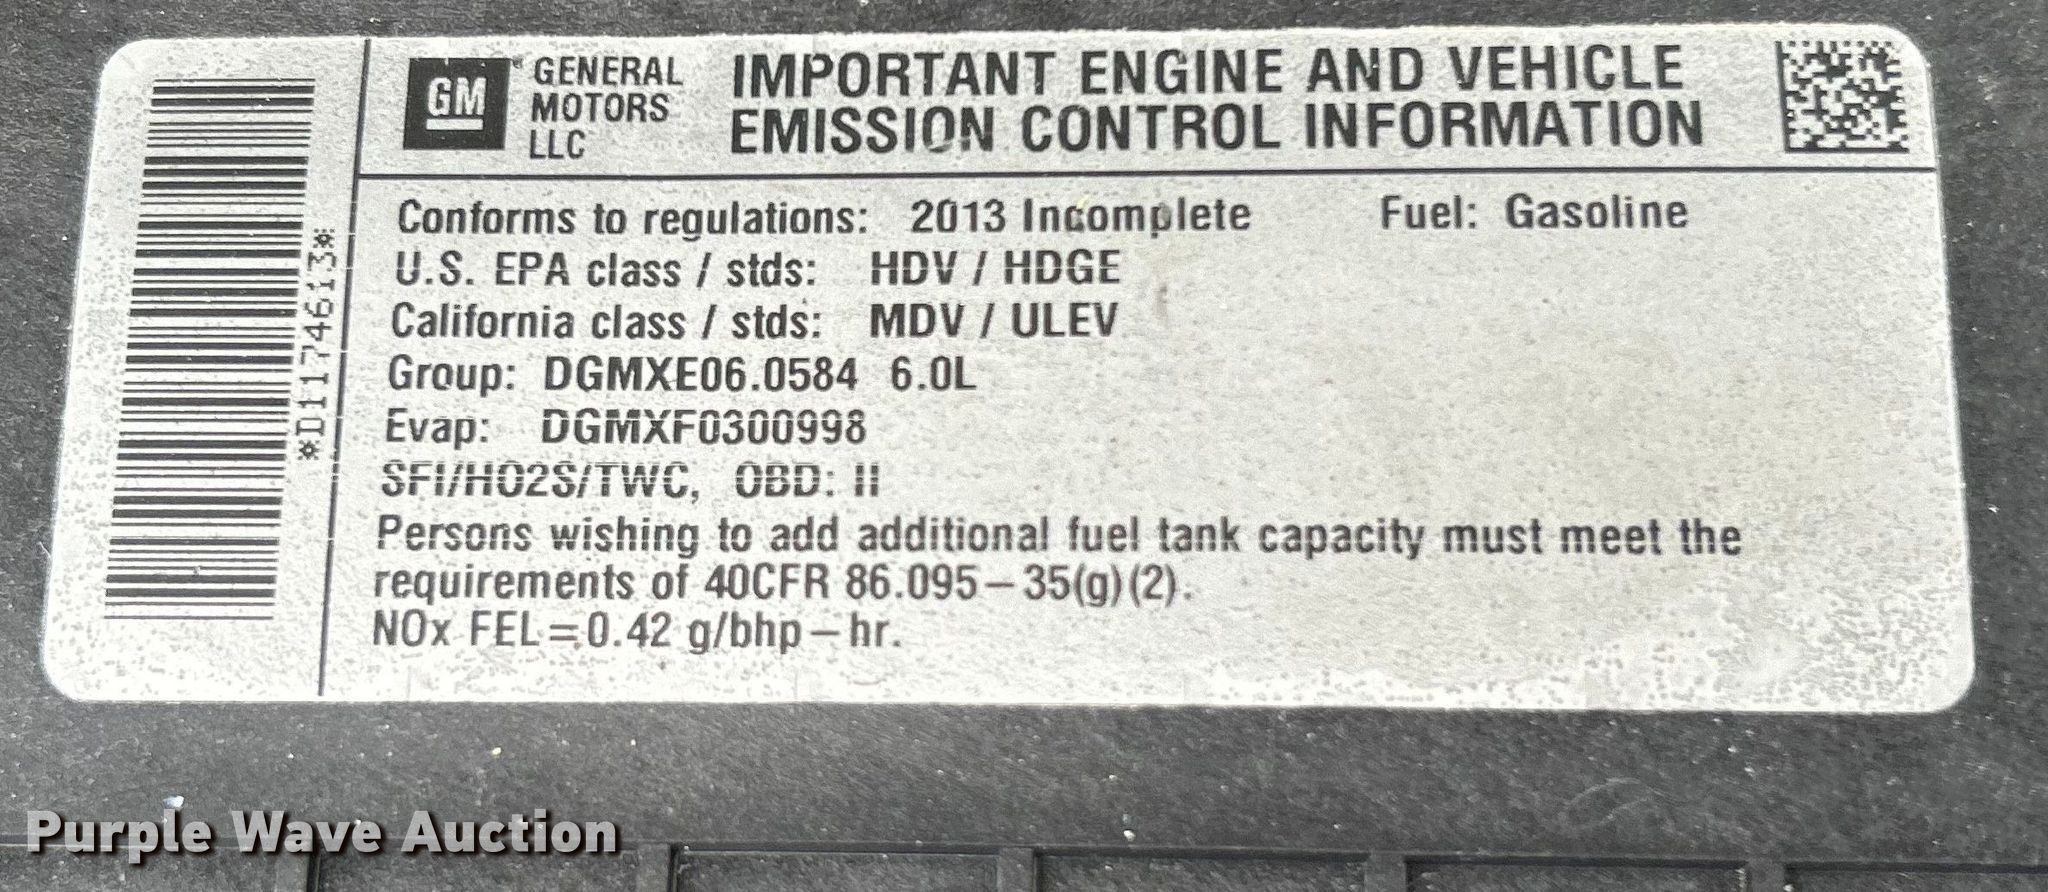 GM
GENERAL
MOTORS
LLC
IMPORTANT ENGINE AND VEHICLE
EMISSION CONTROL INFORMATION
*D11174613*
Conforms to regulations: 2013 Incomplete Fuel: Gasoline
U.S. EPA class / stds: HDV / HDGE
California class / stds: MDV / ULEV
Group: DGMXE06.0584 6.0L
Evap: DGMXF0300998
SFI/HO2S/TWC, OBD: II
Persons wishing to add additional fuel tank capacity must meet the
requirements of 40CFR 86.095-35(g)(2).
NOx FEL=0.42 g/bhp-hr.
Purple Wave Auction